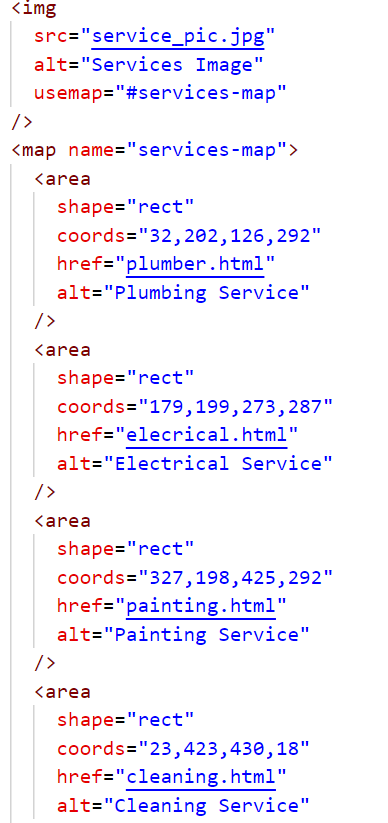 <img
src="service_pic.jpg"
alt="Services Image"
usemap="#services-map"
/>
<map name="services-map">
<area
shape="rect"
coords="32,202,126,292"
href="plumber.html"
alt="Plumbing Service"
/>
<area
shape="rect"
coords="179,199,273,287"
href="elecrical.html"
alt="Electrical Service"
/>
<area
shape="rect"
coords="327,198,425,292"
href="painting.html"
alt="Painting Service"
/>
<area
shape="rect"
coords="23,423,430,18"
href="cleaning.html"
alt="Cleaning Service"